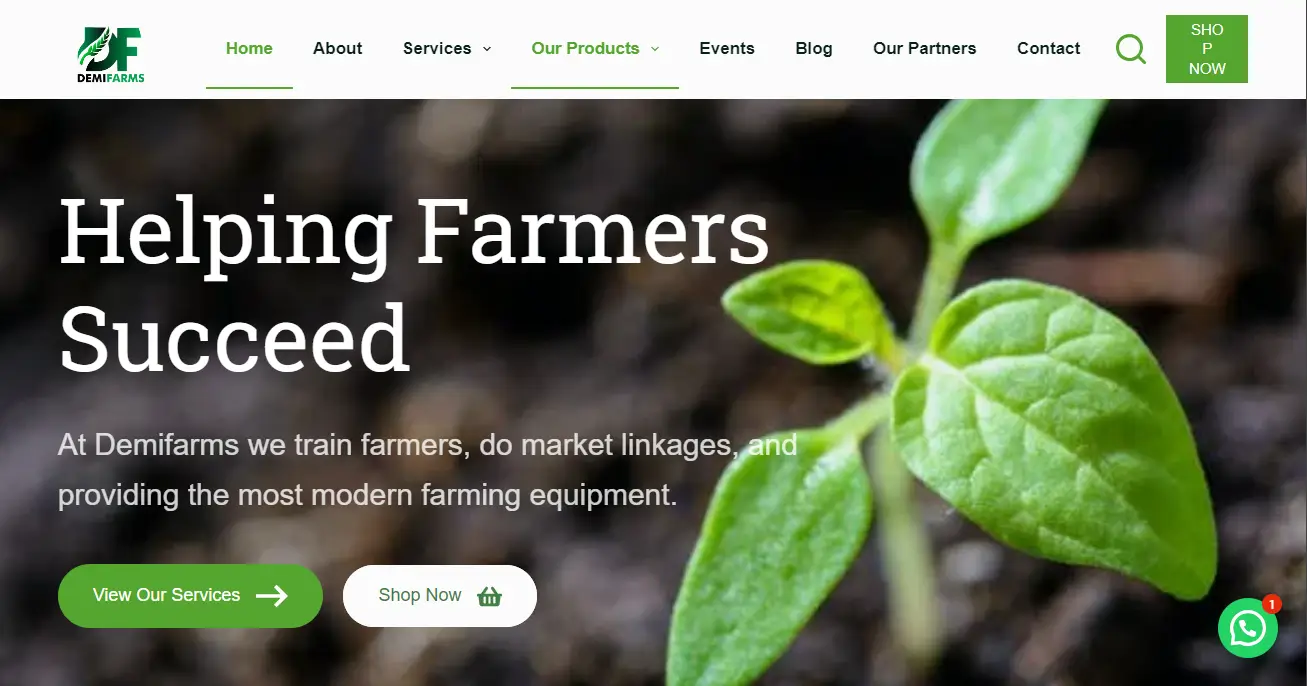 DF
DEMIFARMS
Home
About
Services
Our Products
Events
Blog
Our Partners
Contact
SHO
P
NOW
Helping Farmers
Succeed
At Demifarms we train farmers, do market linkages, and
providing the most modern farming equipment.
View Our Services
Shop Now
1